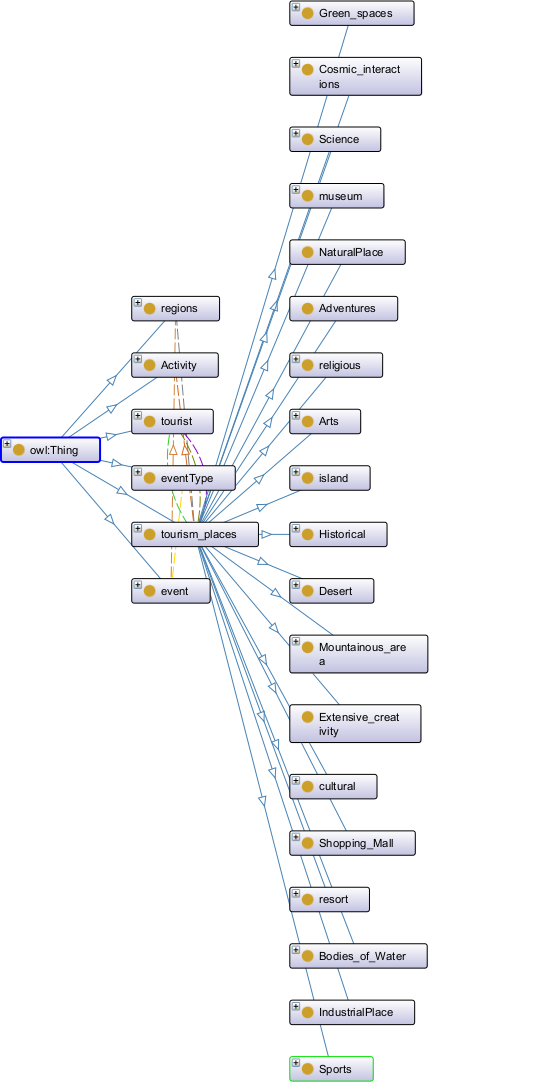 Green_spaces
Cosmic_interact
ions
Science
museum
NaturalPlace
regions
Adventures
Activity
religious
tourist
Arts
owl:Thing
eventType
island
tourism_places
Historical
event
Desert
Mountainous_are
a
Extensive_creat
ivity
cultural
Shopping_Mall
resort
Bodies_of_Water
IndustrialPlace
Sports